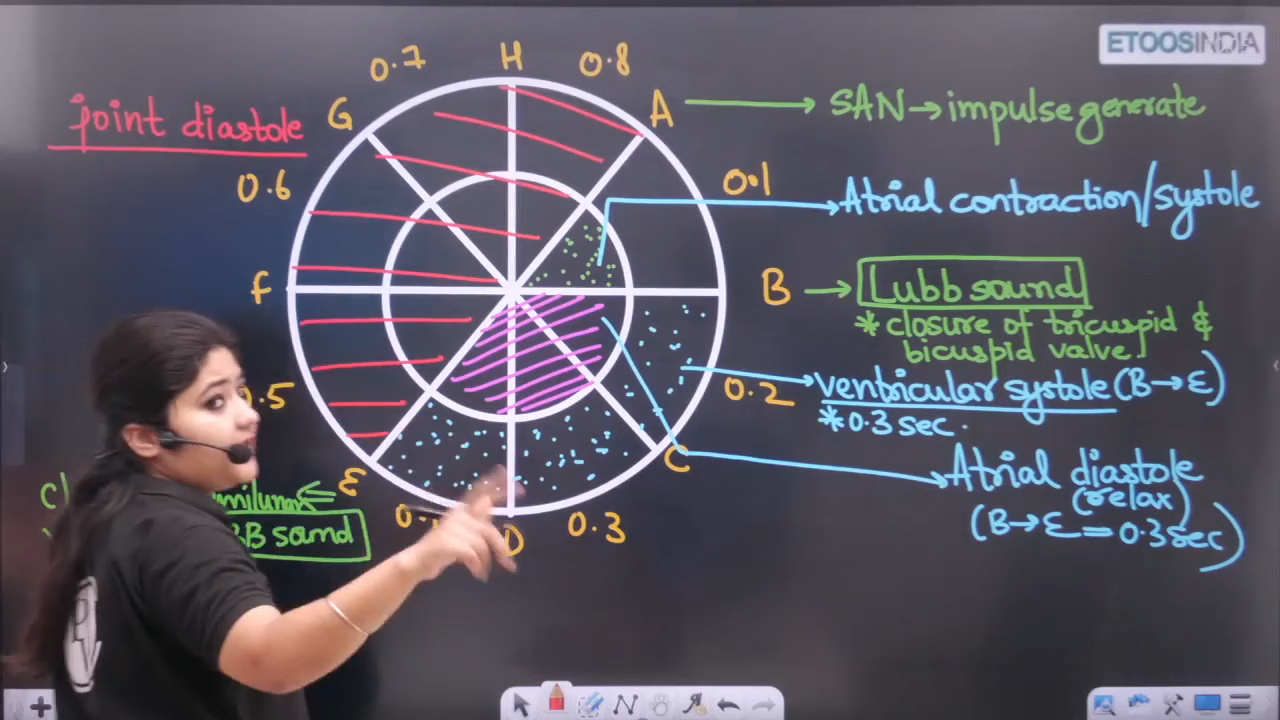 ETOOSINDIA
point diastole
0.7
H
0.8
G
A → SAN → impulse generate
0.6
0.1
Atrial contraction/systole
f
B → Lubb sound
* closure of tricuspid &
bicuspid valve.
0.2
ventricular systole (B→E)
* 0.3 sec.
.5
C
Atrial diastole
(relax)
(B→E = 0.3 sec)
E
sound
D
0.3